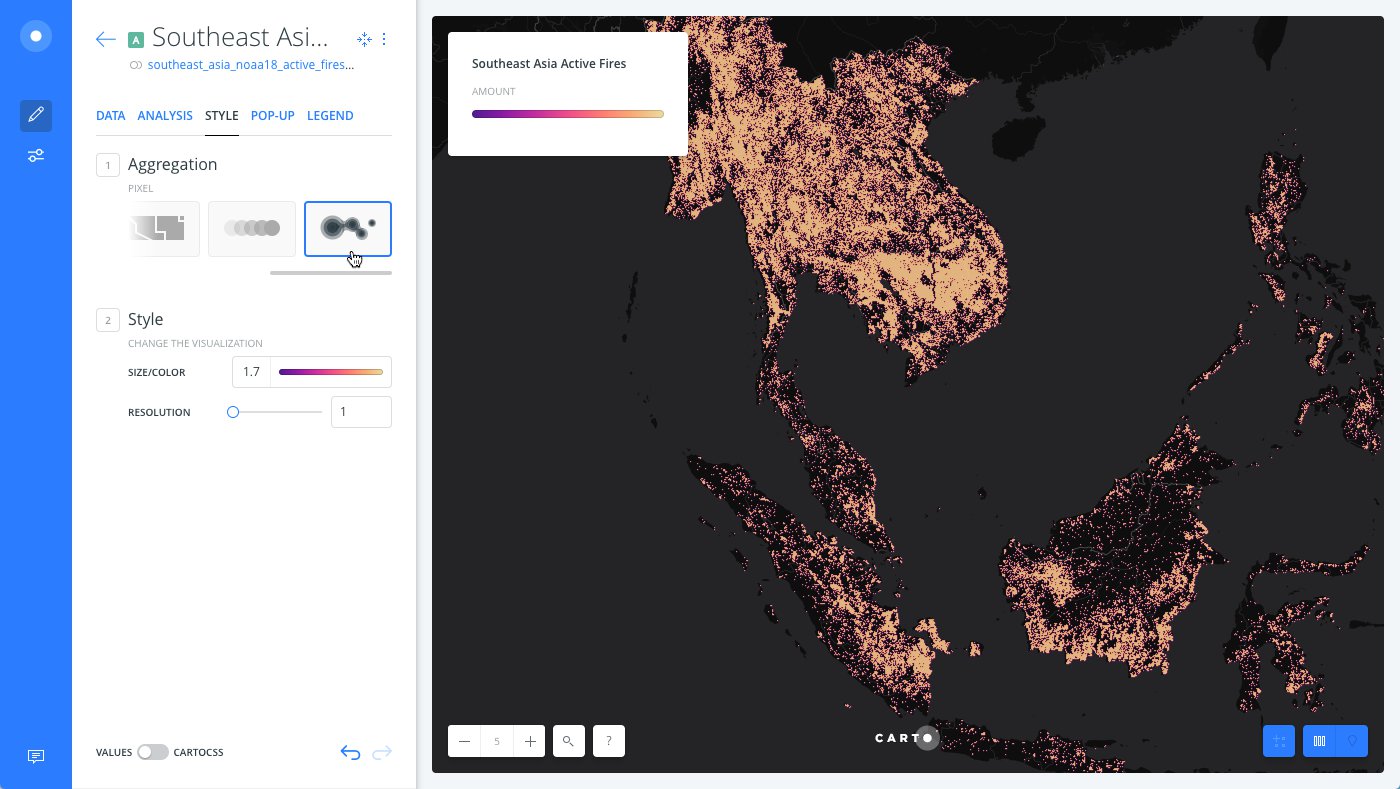 A Southeast Asi...
southeast_asia_noaa18_active_fires...
DATA ANALYSIS STYLE POP-UP LEGEND
1 Aggregation
PIXEL
2 Style
CHANGE THE VISUALIZATION
SIZE/COLOR 1.7
RESOLUTION 1
VALUES CARTOCSS
Southeast Asia Active Fires
AMOUNT
5 ?
CARTO